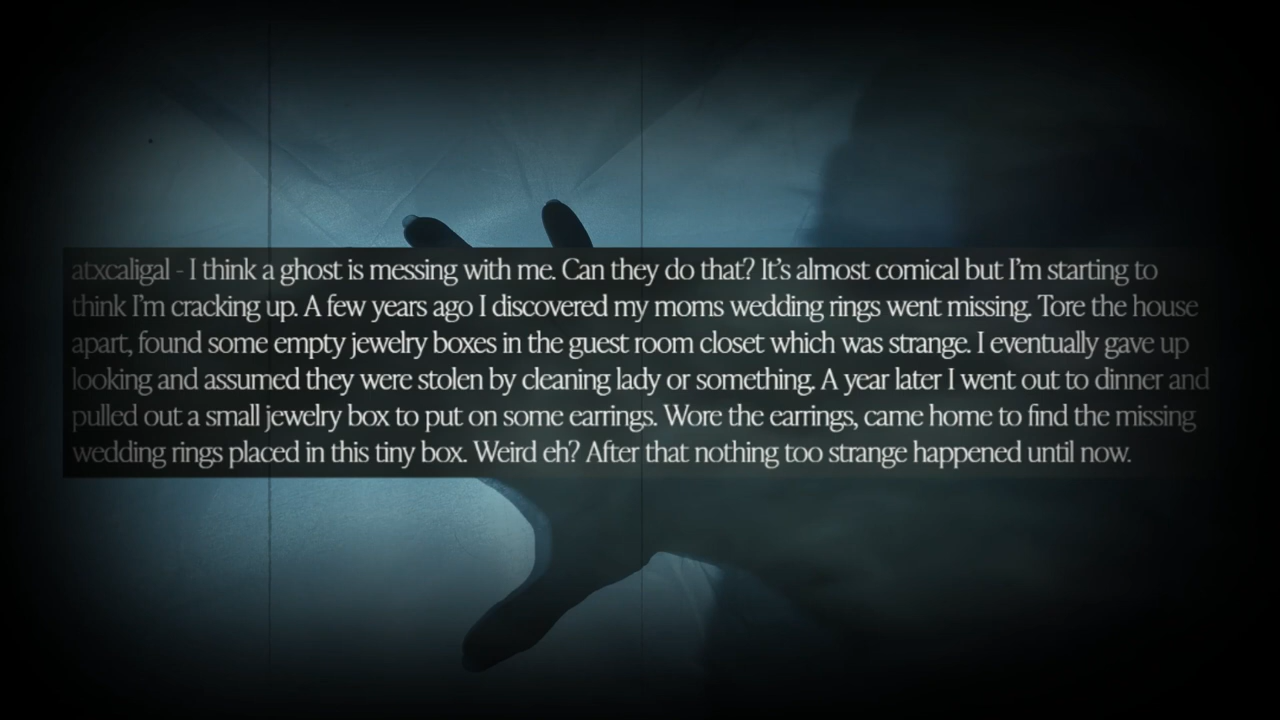 atxcaligal - I think a ghost is messing with me. Can they do that? It's almost comical but I'm starting to
think I'm cracking up. A few years ago I discovered my moms wedding rings went missing. Tore the house
apart, found some empty jewelry boxes in the guest room closet which was strange. I eventually gave up
looking and assumed they were stolen by cleaning lady or something. A year later I went out to dinner and
pulled out a small jewelry box to put on some earrings. Wore the earrings, came home to find the missing
wedding rings placed in this tiny box. Weird eh? After that nothing too strange happened until now.